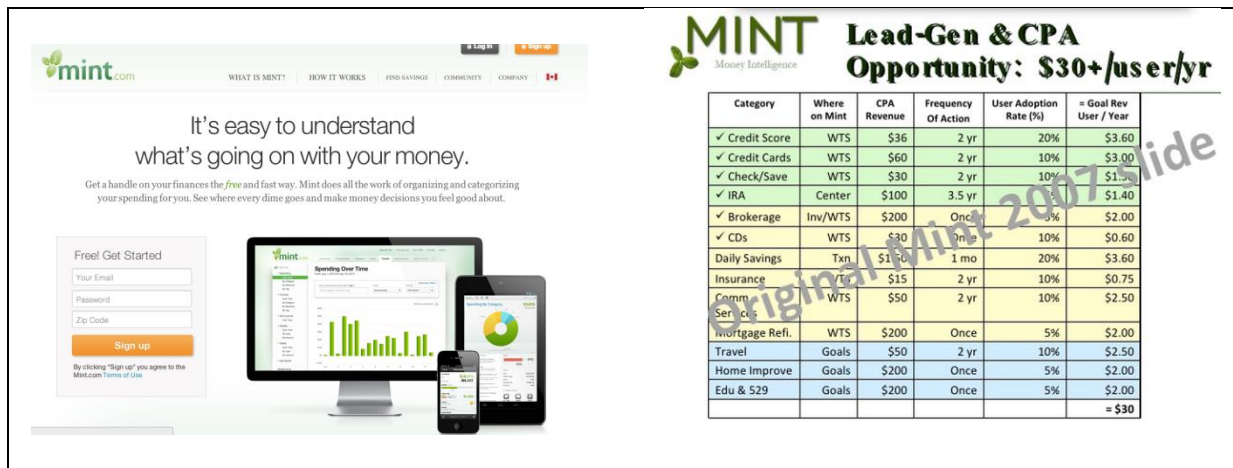 Log In
Sign up
mint.com
WHAT IS MINT? HOW IT WORKS FIND SAVINGS COMMUNITY COMPANY
It's easy to understand
what's going on with your money.
Get a handle on your finances the free and fast way. Mint does all the work of organizing and categorizing
your spending for you. See where every dime goes and make money decisions you feel good about.
Free! Get Started
Your Email
Password
Zip Code
Sign up
By clicking "Sign up" you agree to the
Mint.com Terms of Use
mint
Spending Over Time
MINT
Money Intelligence
Lead-Gen & CPA
Opportunity: $30+/user/yr
Category Where on Mint CPA Revenue Frequency Of Action User Adoption Rate (%) = Goal Rev User / Year
✓ Credit Score WTS $36 2 yr 20% $3.60
✓ Credit Cards WTS $60 2 yr 10% $3.00
✓ Check/Save WTS $30 2 yr 10%
✓ IRA Center $100 3.5 yr $1.40
✓ Brokerage Inv/WTS $200 Once 5% $2.00
✓ CDs WTS $30 Once 10% $0.60
Daily Savings Txn 1 mo 20% $3.60
Insurance $15 2 yr 10% $0.75
Comm Services WTS $50 2 yr 10% $2.50
Mortgage Refi. WTS $200 Once 5% $2.00
Travel Goals $50 2 yr 10% $2.50
Home Improve Goals $200 Once 5% $2.00
Edu & 529 Goals $200 Once 5% $2.00
= $30
Original Mint 2007 slide